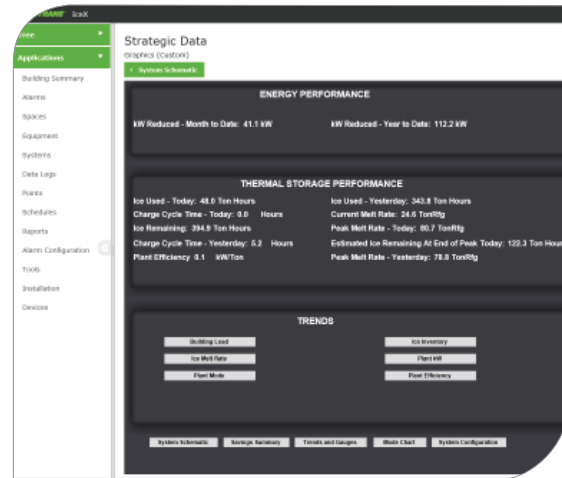 TRANE IceX
Tree
Applications
Building Summary
Alarms
Spaces
Equipment
Systems
Data Logs
Points
Schedules
Reports
Alarm Configuration
Tools
Installation
Devices
Strategic Data
Graphics (Custom)
‹ System Schematic
ENERGY PERFORMANCE
kW Reduced - Month to Date: 41.1 kW
kW Reduced - Year to Date: 112.2 kW
THERMAL STORAGE PERFORMANCE
Ice Used - Today: 48.0 Ton Hours
Ice Used - Yesterday: 343.8 Ton Hours
Charge Cycle Time - Today: 0.0 Hours
Current Melt Rate: 24.6 TonRfg
Ice Remaining: 394.9 Ton Hours
Peak Melt Rate - Today: 80.7 TonRfg
Charge Cycle Time - Yesterday: 5.2 Hours
Estimated Ice Remaining At End of Peak Today: 122.3 Ton Hour
Plant Efficiency 0.1 kW/Ton
Peak Melt Rate - Yesterday: 78.8 TonRfg
TRENDS
Building Load
Ice Inventory
Ice Melt Rate
Plant kW
Plant Mode
Plant Efficiency
System Schematic
Savings Summary
Trends and Gauges
Mode Chart
System Configuration